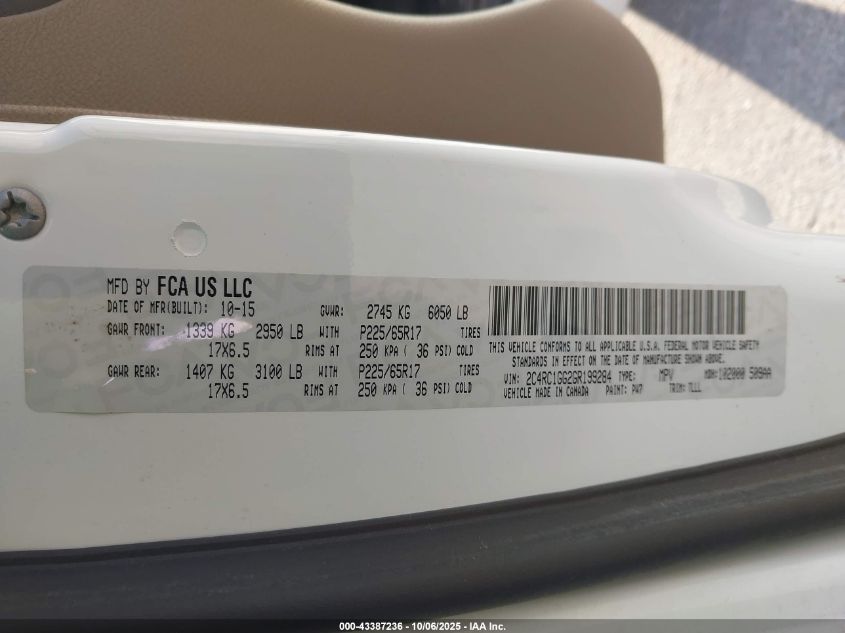 MFD BY FCA US LLC
DATE OF MFR(BUILT): 10-15 GVWR: 2745 KG 6050 LB
GAWR FRONT: 1339 KG 2950 LB WITH P225/65R17 TIRES
17X6.5 RIMS AT 250 KPA ( 36 PSI) COLD
GAWR REAR: 1407 KG 3100 LB WITH P225/65R17 TIRES
17X6.5 RIMS AT 250 KPA ( 36 PSI) COLD
THIS VEHICLE CONFORMS TO ALL APPLICABLE U.S.A. FEDERAL MOTOR VEHICLE SAFETY
STANDARDS IN EFFECT ON THE DATE OF MANUFACTURE SHOWN ABOVE.
VIN: 2C4RC1GG2GR199284 TYPE: MPV MDH: 102000 509AA
VEHICLE MADE IN CANADA PAINT: PW7 TRIM: TLLL
000-43387236 - 10/06/2025 - IAA Inc.